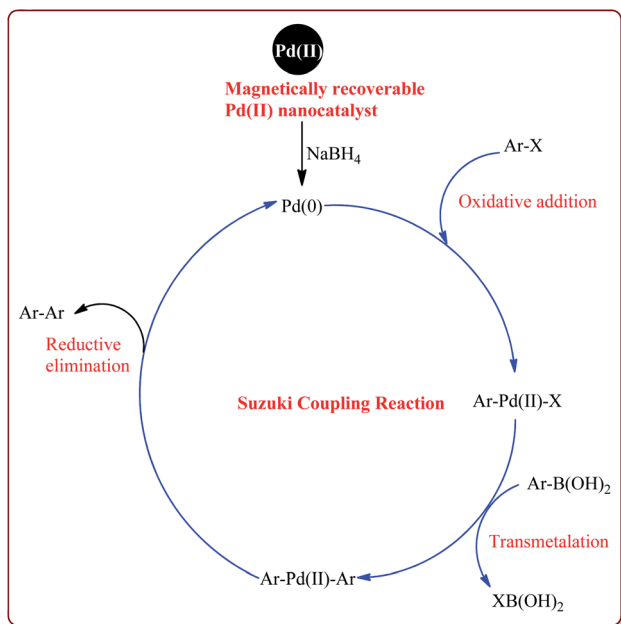 Pd(II)
Magnetically recoverable
Pd(II) nanocatalyst
NaBH₄
Pd(0)
Ar-X
Oxidative addition
Ar-Pd(II)-X
Ar-B(OH)₂
Transmetalation
XB(OH)₂
Ar-Pd(II)-Ar
Reductive
elimination
Ar-Ar
Suzuki Coupling Reaction